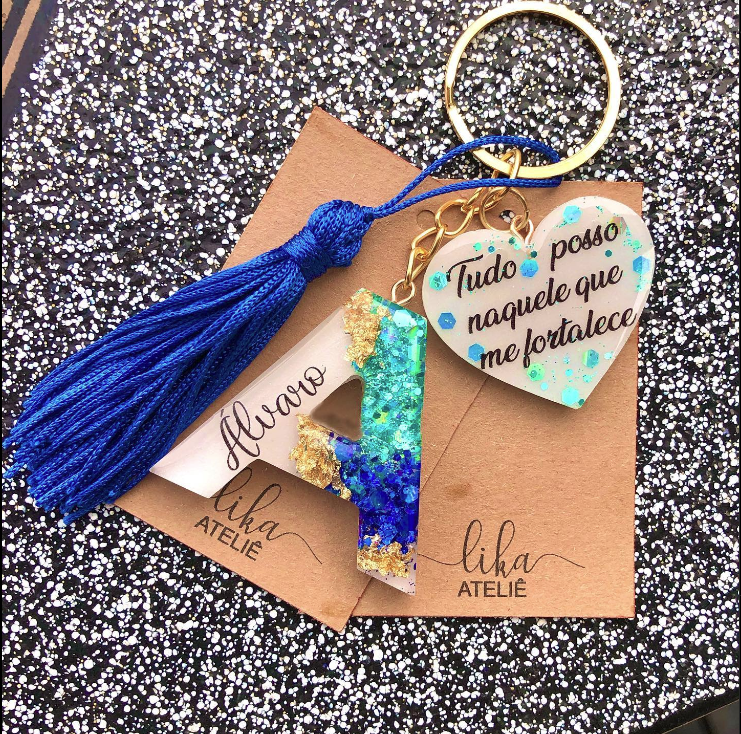 Tudo posso
naquele que
me fortalece
Álvaro
lika
ATELIÊ
lika
ATELIÊ